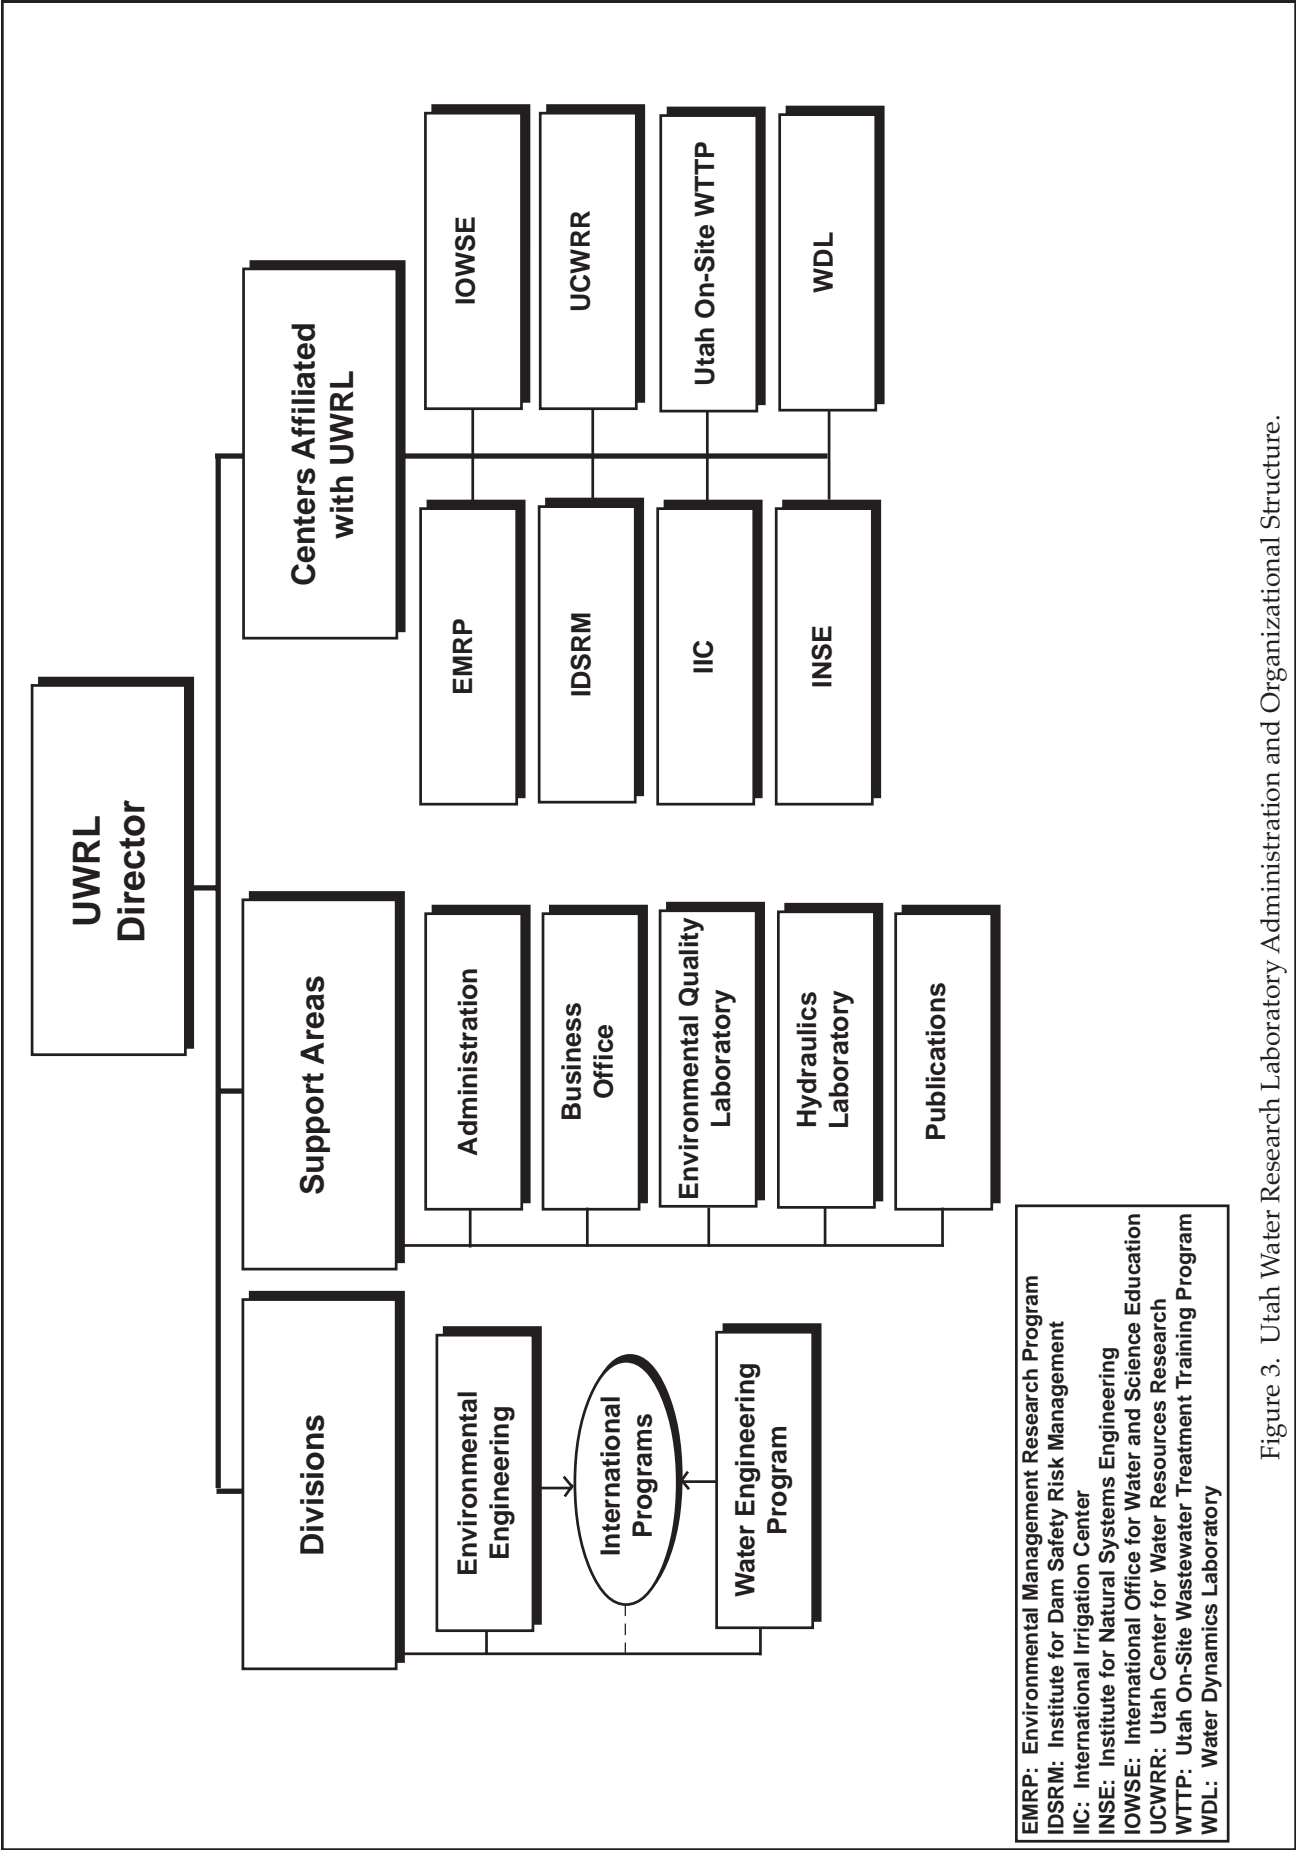 UWRL
Director
Divisions
Environmental
Engineering
International
Programs
Water Engineering
Program
Support Areas
Administration
Business
Office
Environmental Quality
Laboratory
Hydraulics
Laboratory
Publications
Centers Affiliated
with UWRL
EMRP
IOWSE
IDSRM
UCWRR
IIC
Utah On-Site WTTP
INSE
WDL
EMRP: Environmental Management Research Program
IDSRM: Institute for Dam Safety Risk Management
IIC: International Irrigation Center
INSE: Institute for Natural Systems Engineering
IOWSE: International Office for Water and Science Education
UCWRR: Utah Center for Water Resources Research
WTTP: Utah On-Site Wastewater Treatment Training Program
WDL: Water Dynamics Laboratory
Figure 3. Utah Water Research Laboratory Administration and Organizational Structure.